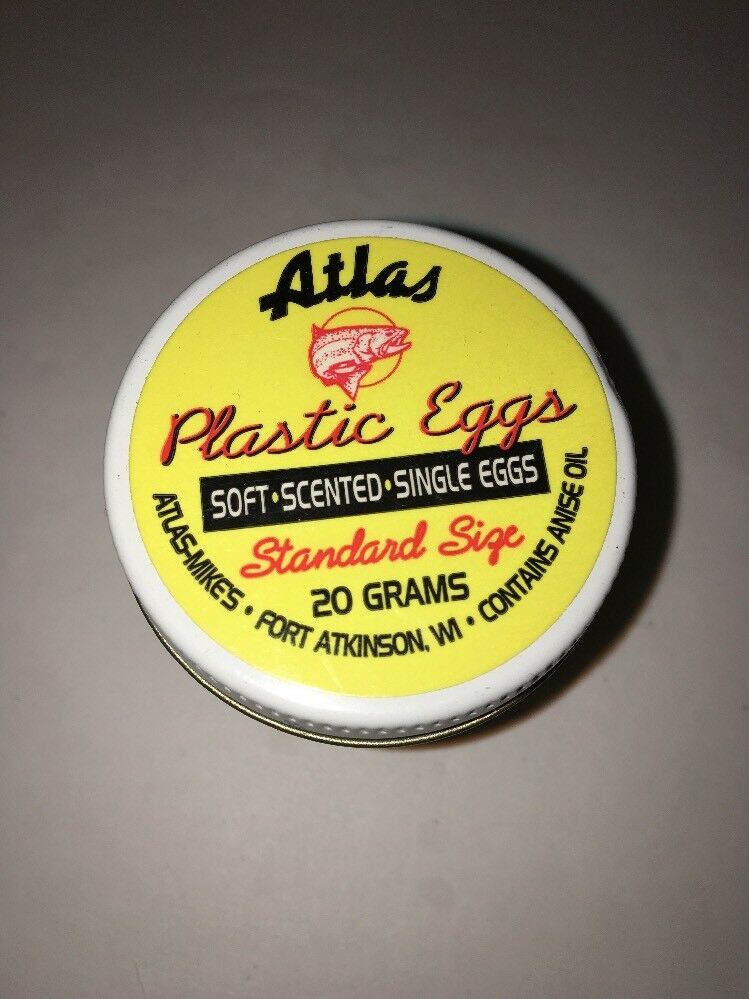 Atlas
Plastic Eggs
SOFT•SCENTED•SINGLE EGGS
Standard Size
20 GRAMS
ATLAS-MIKE'S • FORT ATKINSON, WI • CONTAINS ANISE OIL